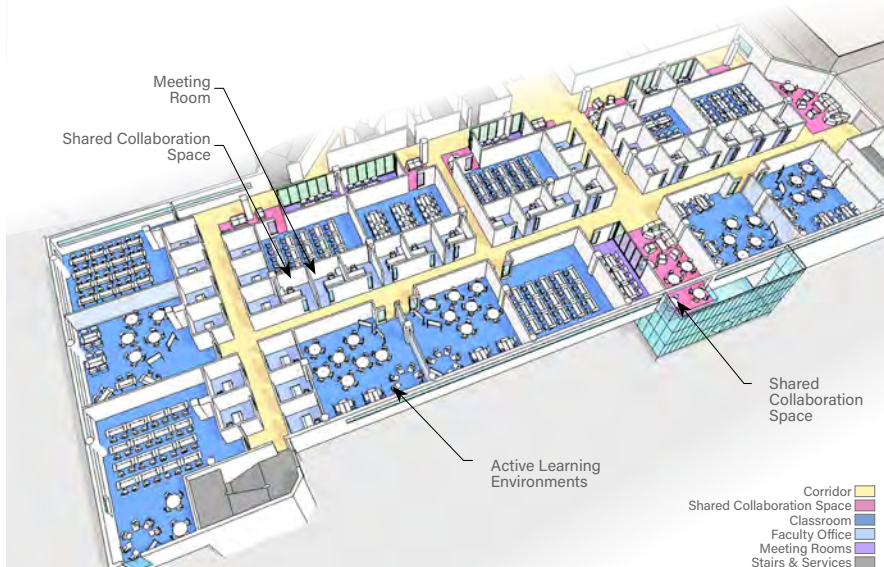 Meeting
Room
Shared Collaboration
Space
Shared
Collaboration
Space
Active Learning
Environments
Corridor
Shared Collaboration Space
Classroom
Faculty Office
Meeting Rooms
Stairs & Services